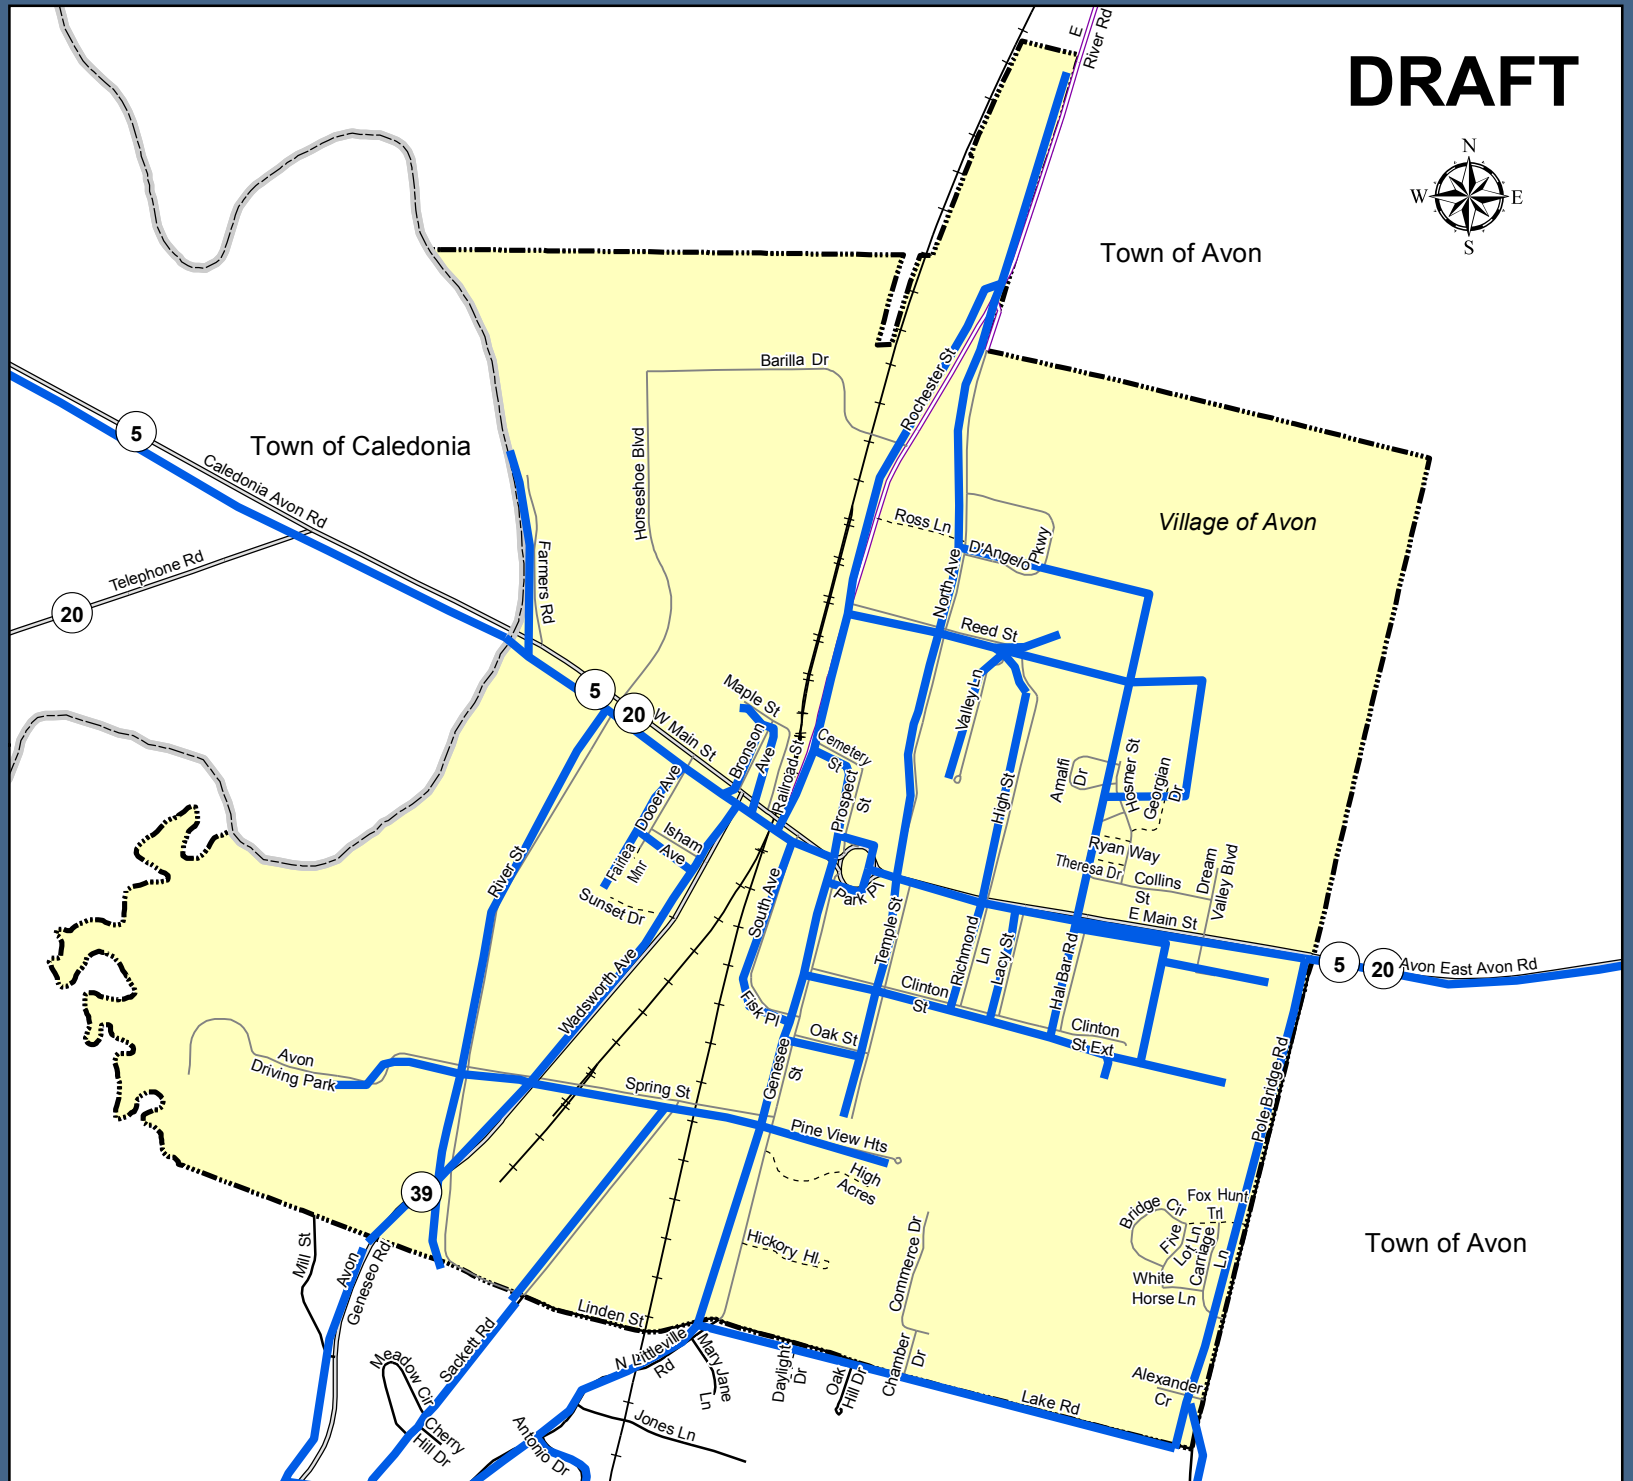 DRAFT
N
W
E
S
E
River Rd
Town of Avon
Barilla Dr
Rochester St
5
Town of Caledonia
Caledonia Avon Rd
Horseshoe Blvd
Ross Ln
Village of Avon
D'Angelo
Pkwy
Telephone Rd
20
Farmers Rd
North Ave
Reed St
5
20
W Main St
Maple St
Valley Ln
Bronson
Ave
Railroad St
Cemetery
St
Prospect
St
High St
Amalfi
Dr
Hosmer St
Georgian
Dr
Dooer Ave
Isham
Ave
Fairlea
Mnr
Sunset Dr
River St
South Ave
Park Pl
Temple St
Ryan Way
Theresa Dr
Collins
St
Dream
Valley Blvd
E Main St
5
20
Avon East Avon Rd
Richmond
Ln
Lacy St
Hal Bar Rd
Wadsworth Ave
Fisk Pl
Clinton
St
Clinton
St Ext
Oak St
Avon
Driving Park
Spring St
Genesee
St
Pine View Hts
High
Acres
Pole Bridge Rd
39
Bridge Cir
Fox Hunt
Trl
Five
Lot Ln
Carriage
Ln
White
Horse Ln
Town of Avon
Mill St
Avon
Geneseo Rd
Hickory Hl.
Commerce Dr
Linden St
Sackett Rd
N Littleville
Rd
Mary Jane
Ln
Daylight
Dr
Oak
Hill Dr
Chamber
Dr
Lake Rd
Alexander
Cr
Meadow Cir
Cherry
Hill Dr
Antonio Dr
Jones Ln